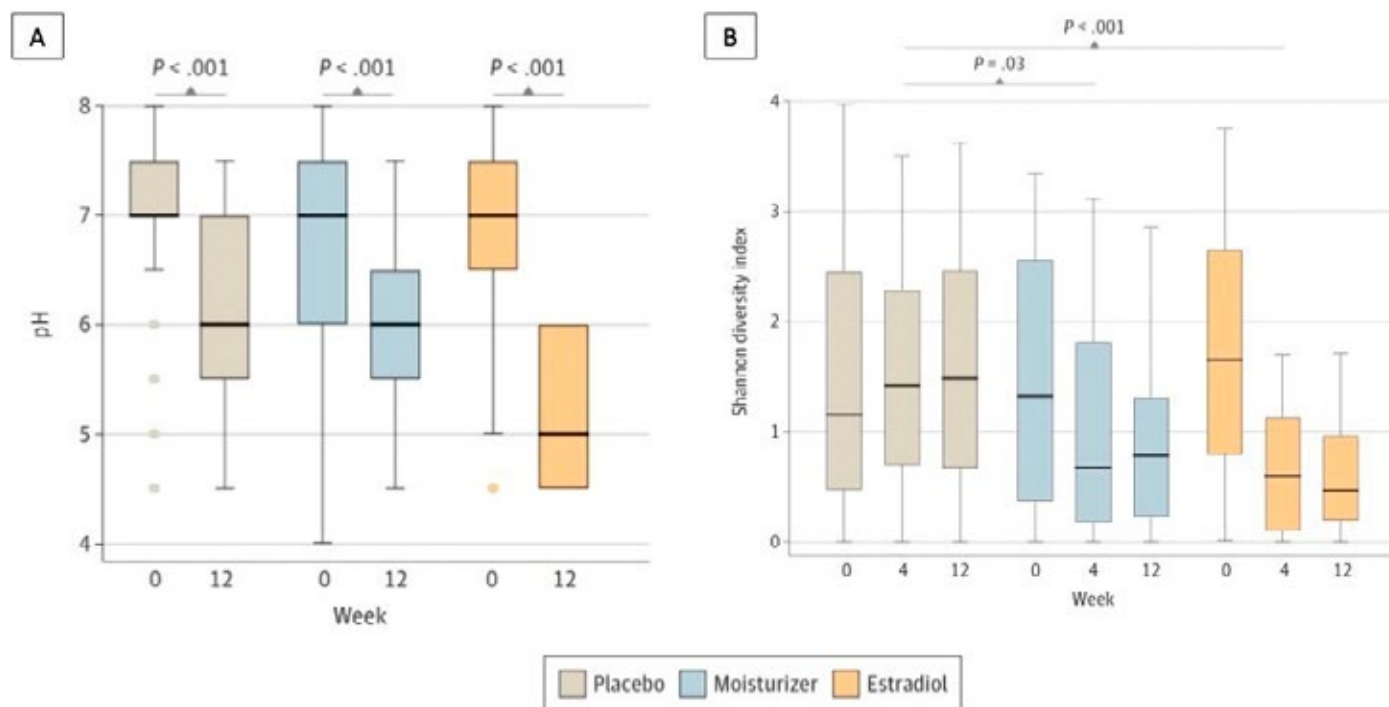 A
P < .001
P < .001
P < .001
8
7
6
5
4
pH
0
12
0
12
0
12
Week
B
P < .001
P = .03
4
3
2
1
0
Shannon diversity index
0
4
12
0
4
12
0
4
12
Week
Placebo
Moisturizer
Estradiol